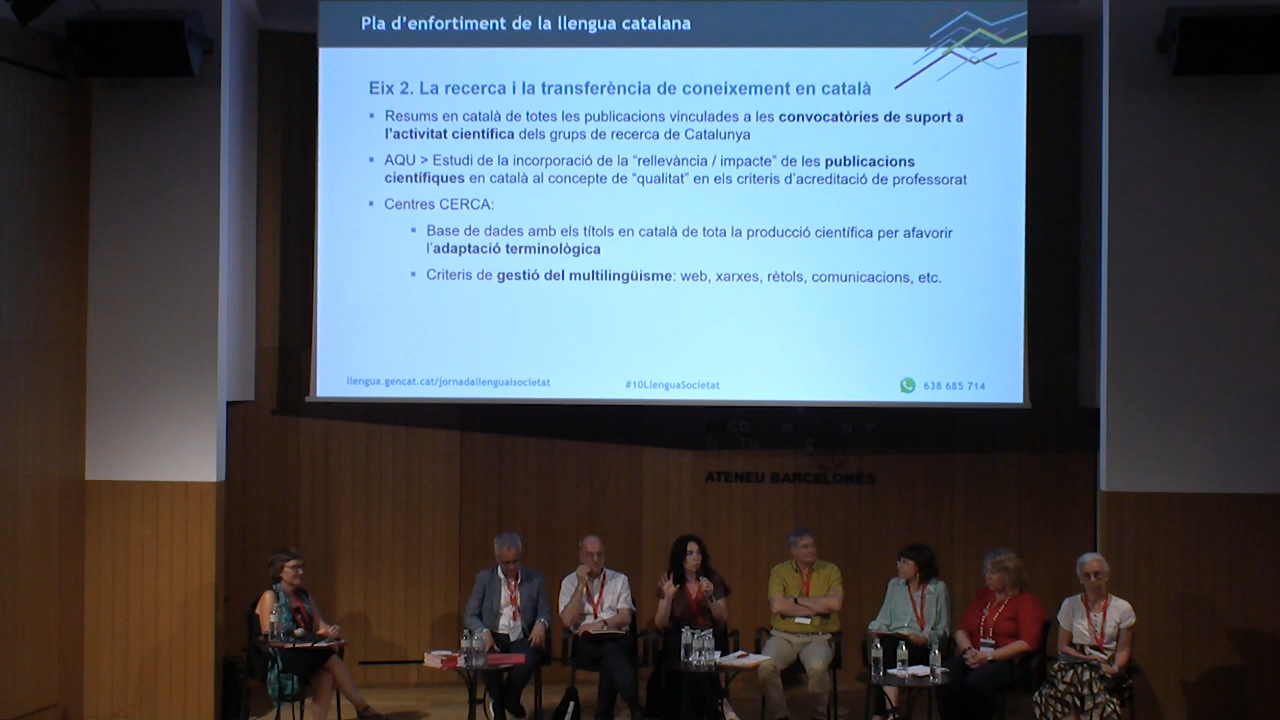 Pla d'enfortiment de la llengua catalana
Eix 2. La recerca i la transferència de coneixement en català
▪ Resums en català de totes les publicacions vinculades a les convocatòries de suport a
l'activitat científica dels grups de recerca de Catalunya
▪ AQU > Estudi de la incorporació de la “rellevància / impacte” de les publicacions
científiques en català al concepte de “qualitat” en els criteris d'acreditació de professorat
▪ Centres CERCA:
▪ Base de dades amb els títols en català de tota la producció científica per afavorir
l'adaptació terminològica
▪ Criteris de gestió del multilingüisme: web, xarxes, rètols, comunicacions, etc.
llengua.gencat.cat/jornadallenguaisocietat
#10LlenguaSocietat
638 685 714
ATENEU BARCELONÈS